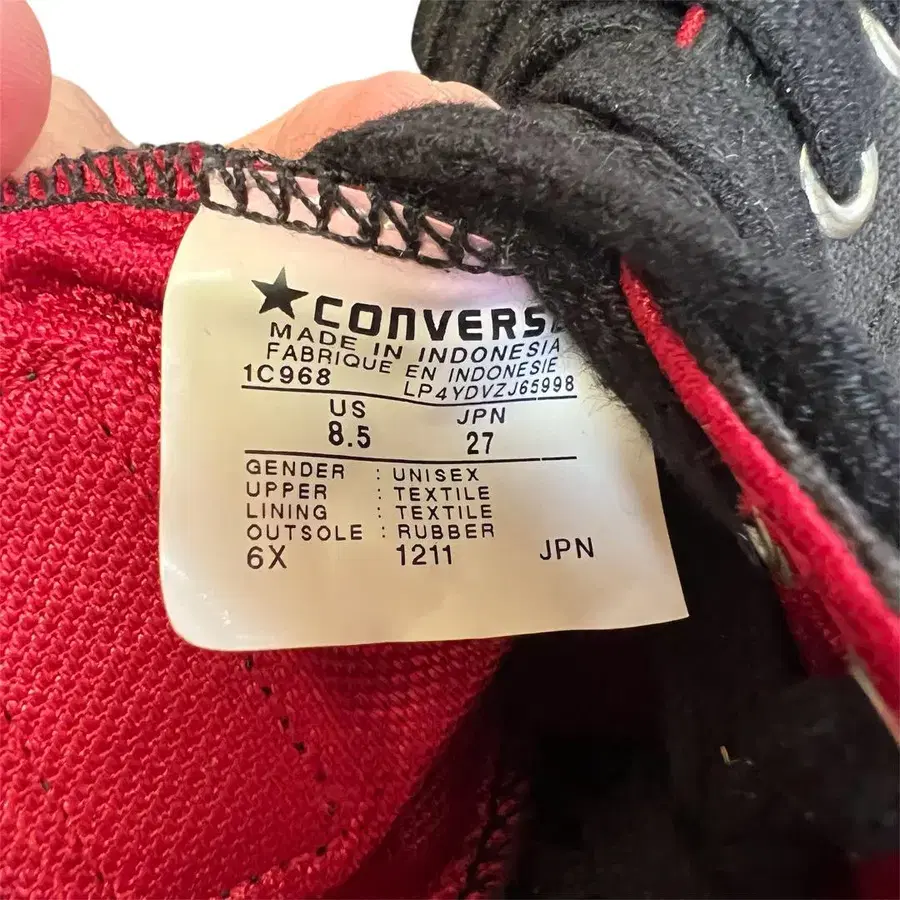 CONVERSE
MADE IN INDONESIA
FABRIQUE EN INDONESIE
1C968 LP4YDVZJ65998
US JPN
8.5 27
GENDER : UNISEX
UPPER : TEXTILE
LINING : TEXTILE
OUTSOLE : RUBBER
6X 1211 JPN